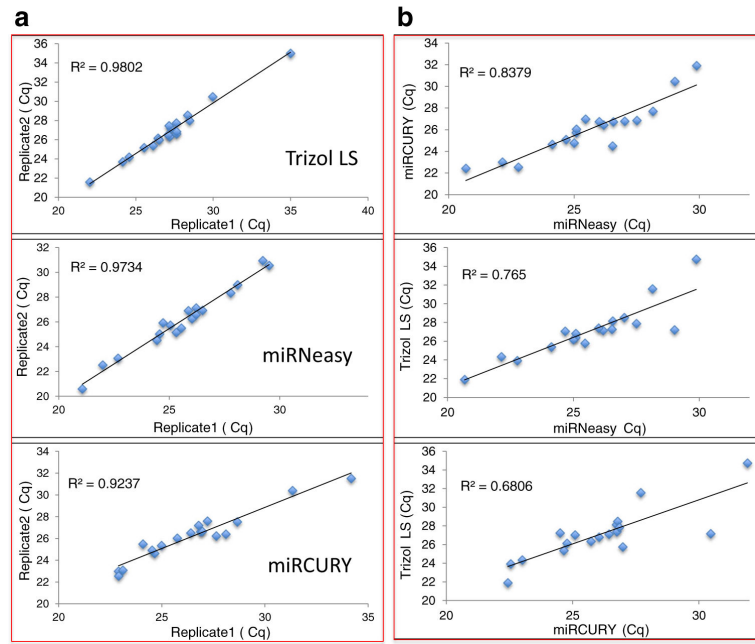 a
b
36
34
32
30
28
26
24
22
20
R² = 0.9802
Trizol LS
Replicate2 ( Cq)
20 25 30 35 40
Replicate1 ( Cq)
34
32
30
28
26
24
22
20
R² = 0.8379
miRCURY (Cq)
20 25 30
miRNeasy (Cq)
32
30
28
26
24
22
20
R² = 0.9734
miRNeasy
Replicate2 ( Cq)
20 25 30
Replicate1 ( Cq)
36
34
32
30
28
26
24
22
20
R² = 0.765
Trizol LS (Cq)
20 25 30
miRNeasy Cq)
34
32
30
28
26
24
22
20
R² = 0.9237
miRCURY
Replicate2 ( Cq)
20 25 30 35
Replicate1 ( Cq)
36
34
32
30
28
26
24
22
20
R² = 0.6806
Trizol LS (Cq)
20 25 30
miRCURY (Cq)